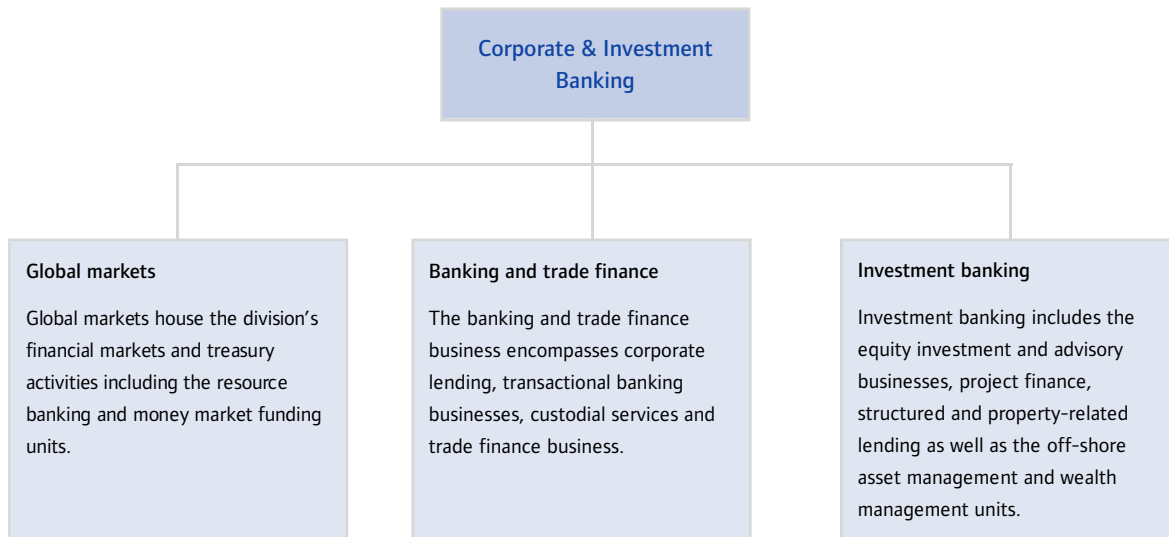 Corporate & Investment
Banking
Global markets
Global markets house the division’s
financial markets and treasury
activities including the resource
banking and money market funding
units.
Banking and trade finance
The banking and trade finance
business encompasses corporate
lending, transactional banking
businesses, custodial services and
trade finance business.
Investment banking
Investment banking includes the
equity investment and advisory
businesses, project finance,
structured and property-related
lending as well as the off-shore
asset management and wealth
management units.